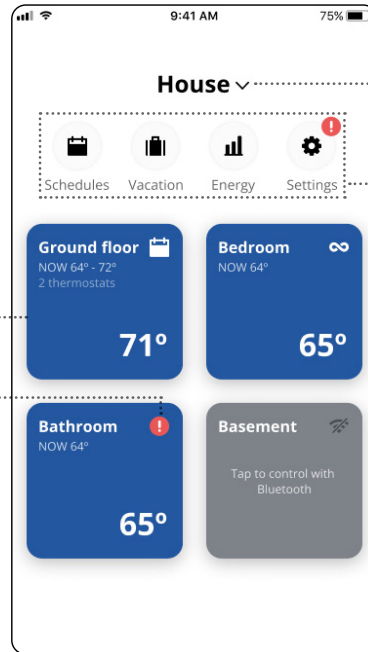 9:41 AM
75%
House
Schedules Vacation Energy Settings
Ground floor
NOW 64° - 72°
2 thermostats
71°
Bedroom
NOW 64°
65°
Bathroom
NOW 64°
65°
Basement
Tap to control with
Bluetooth